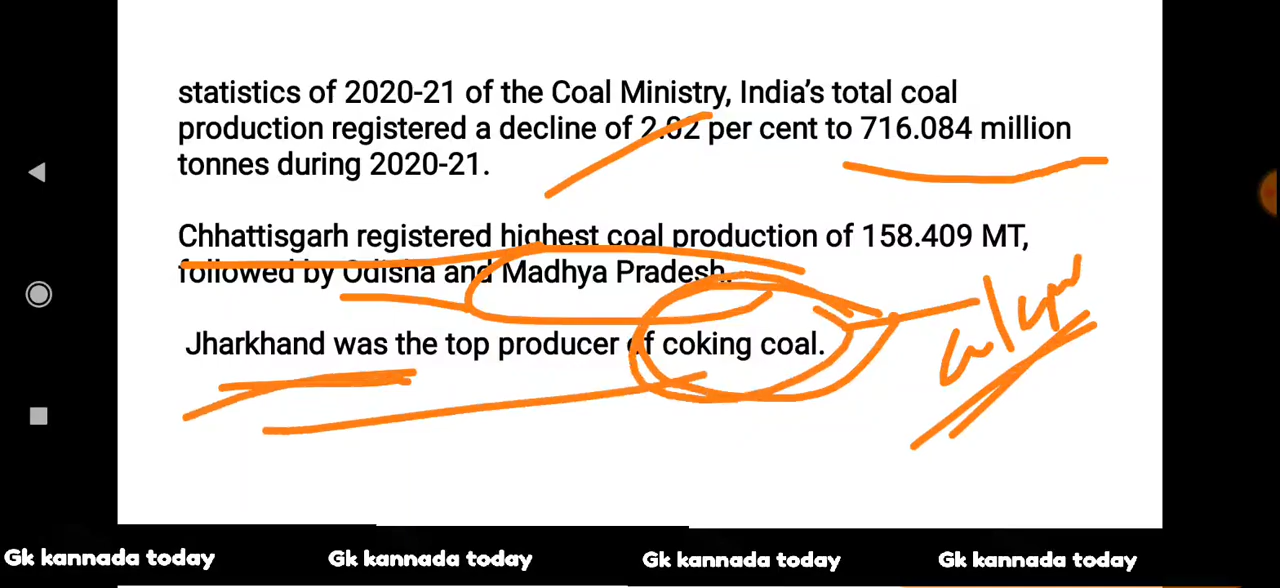 statistics of 2020-21 of the Coal Ministry, India’s total coal
production registered a decline of 2.02 per cent to 716.084 million
tonnes during 2020-21.
Chhattisgarh registered highest coal production of 158.409 MT,
followed by Odisha and Madhya Pradesh.
Jharkhand was the top producer of coking coal.
Gk kannada today Gk kannada today Gk kannada today Gk kannada today